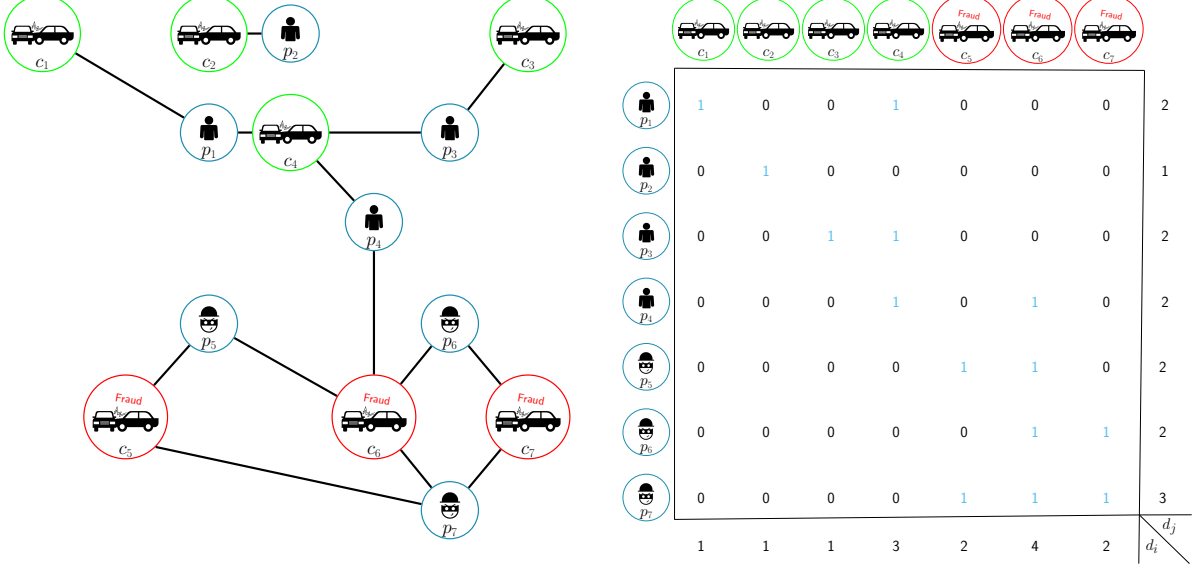 c1
c2
p2
c3
p1
c4
p3
p4
p5
p6
Fraud
c5
Fraud
c6
Fraud
c7
p7
c1 c2 c3 c4 Fraud c5 Fraud c6 Fraud c7
p1 1 0 0 1 0 0 0 2
p2 0 1 0 0 0 0 0 1
p3 0 0 1 1 0 0 0 2
p4 0 0 0 1 0 1 0 2
p5 0 0 0 0 1 1 0 2
p6 0 0 0 0 0 1 1 2
p7 0 0 0 0 1 1 1 3
dj
1 1 1 3 2 4 2 di